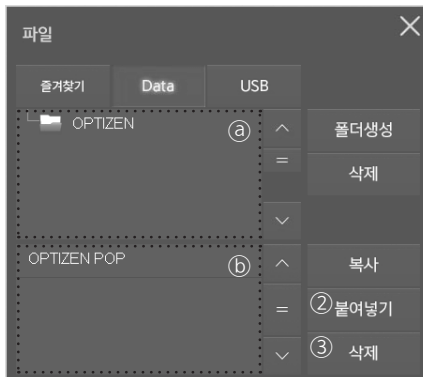 파일
즐겨찾기 Data USB
OPTIZEN ⓐ
폴더생성
삭제
OPTIZEN POP ⓑ
복사
②붙여넣기
③ 삭제